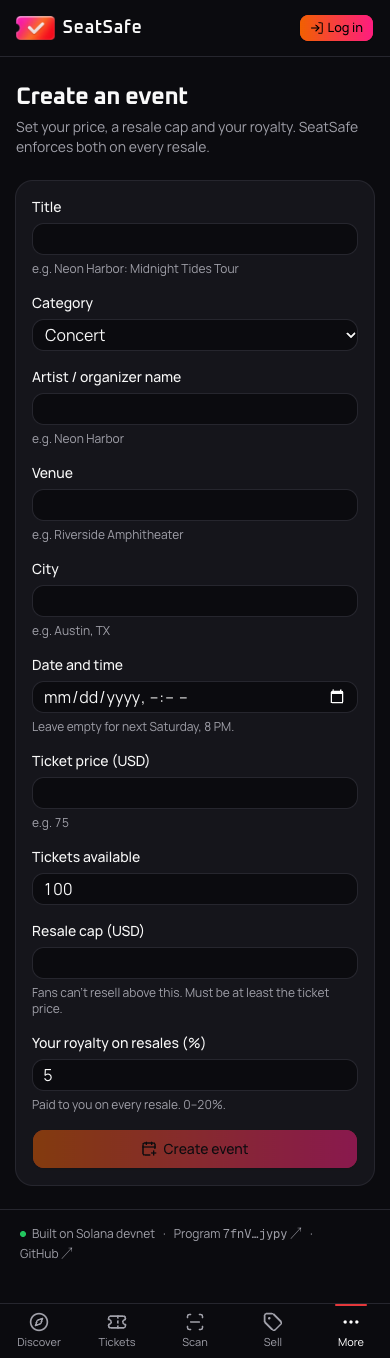 SeatSafe
Log in
Create an event
Set your price, a resale cap and your royalty. SeatSafe
enforces both on every resale.
Title
e.g. Neon Harbor: Midnight Tides Tour
Category
Concert
Artist / organizer name
e.g. Neon Harbor
Venue
e.g. Riverside Amphitheater
City
e.g. Austin, TX
Date and time
mm/dd/yyyy, --:-- --
Leave empty for next Saturday, 8 PM.
Ticket price (USD)
e.g. 75
Tickets available
100
Resale cap (USD)
Fans can't resell above this. Must be at least the ticket
price.
Your royalty on resales (%)
5
Paid to you on every resale. 0–20%.
Create event
Built on Solana devnet · Program 7fnV…jypy ↗ ·
GitHub ↗
Discover
Tickets
Scan
Sell
More